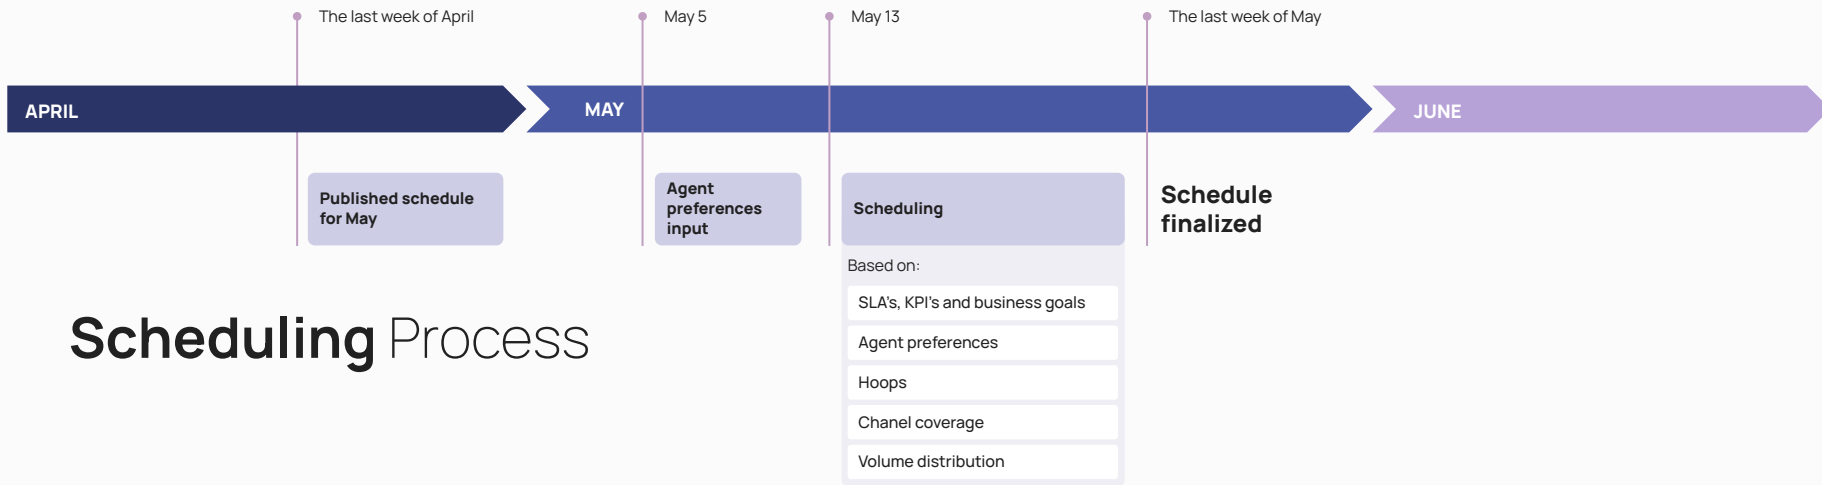 The last week of April
May 5
May 13
The last week of May
APRIL
MAY
JUNE
Published schedule
for May
Agent
preferences
input
Scheduling
Schedule
finalized
Based on:
SLA's, KPI's and business goals
Agent preferences
Hoops
Chanel coverage
Volume distribution
Scheduling Process